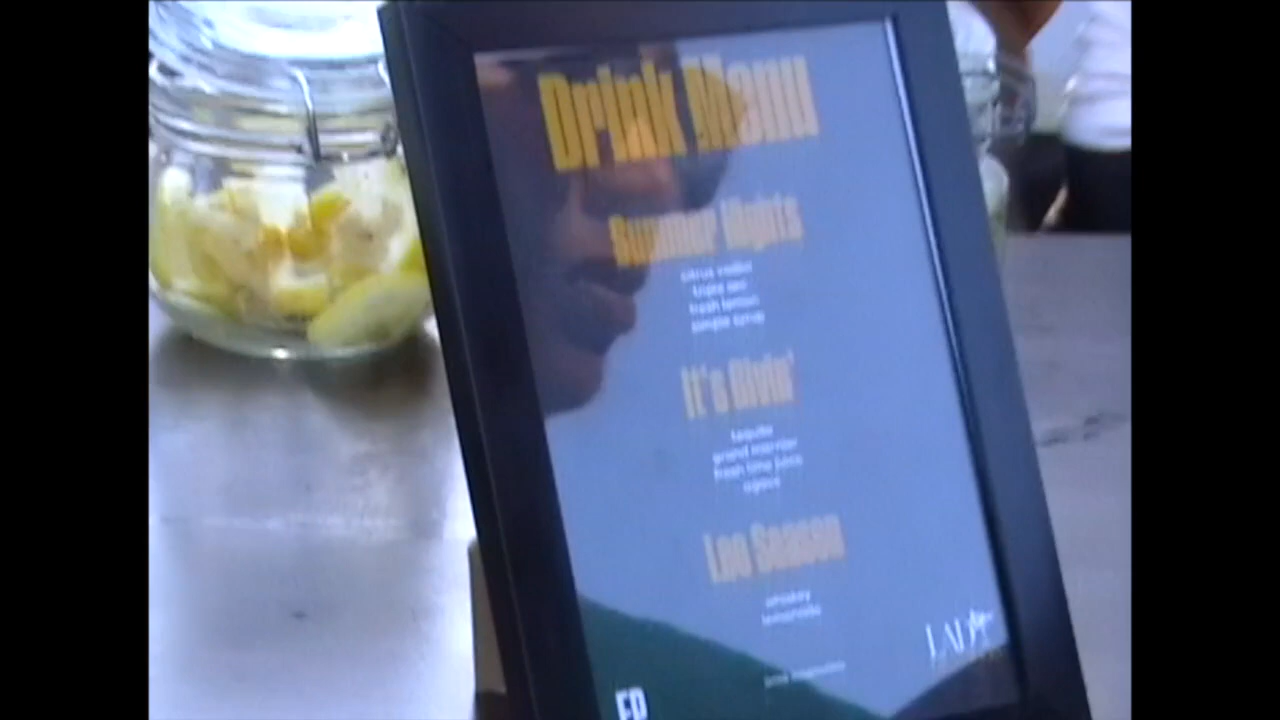 Drink Menu
Summer Nights
citrus vodka
triple sec
fresh lemon
simple syrup
It's Givin'
tequila
grand marnier
fresh lime juice
agave
Leo Season
whiskey
lemonade
LADY